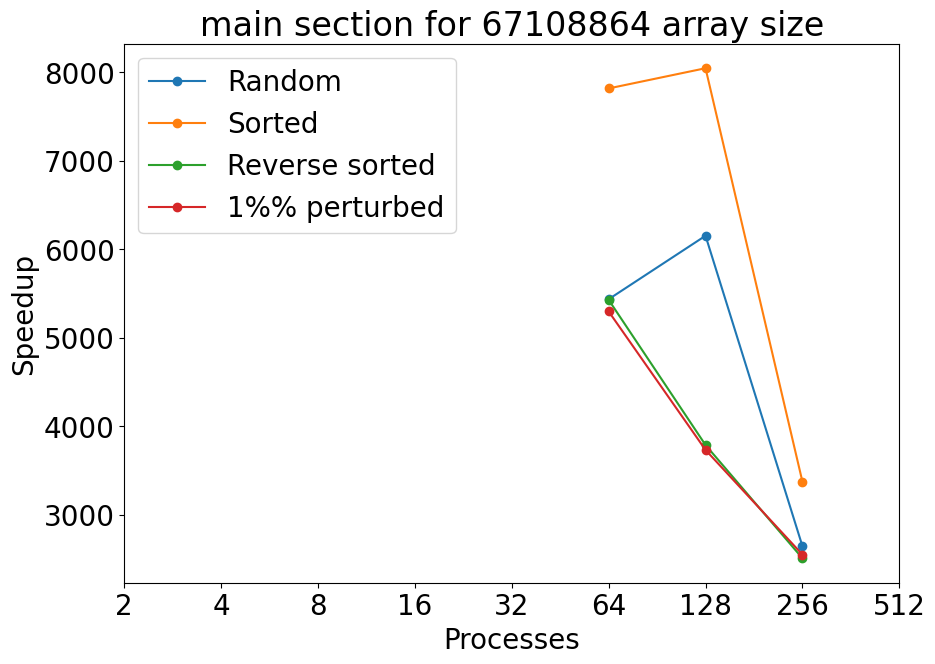 main section for 67108864 array size
Random
Sorted
Reverse sorted
1%% perturbed
Speedup
8000
7000
6000
5000
4000
3000
2 4 8 16 32 64 128 256 512
Processes